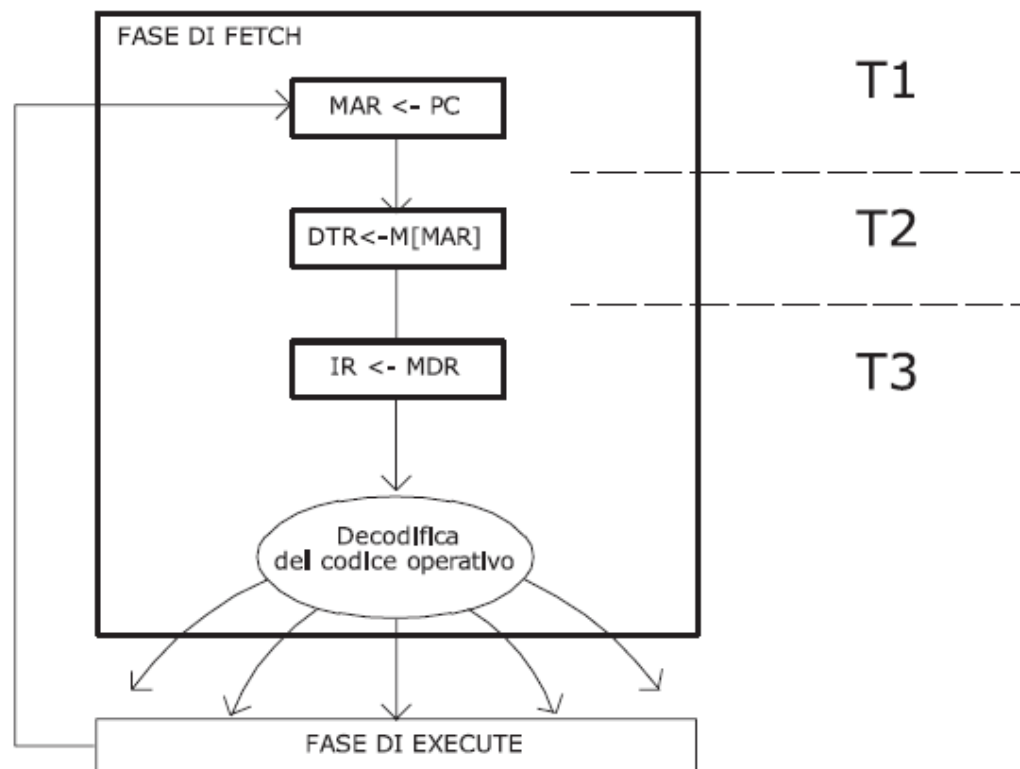 FASE DI FETCH
T1
MAR <- PC
T2
DTR<-M[MAR]
T3
IR <- MDR
Decodifica
del codice operativo
FASE DI EXECUTE